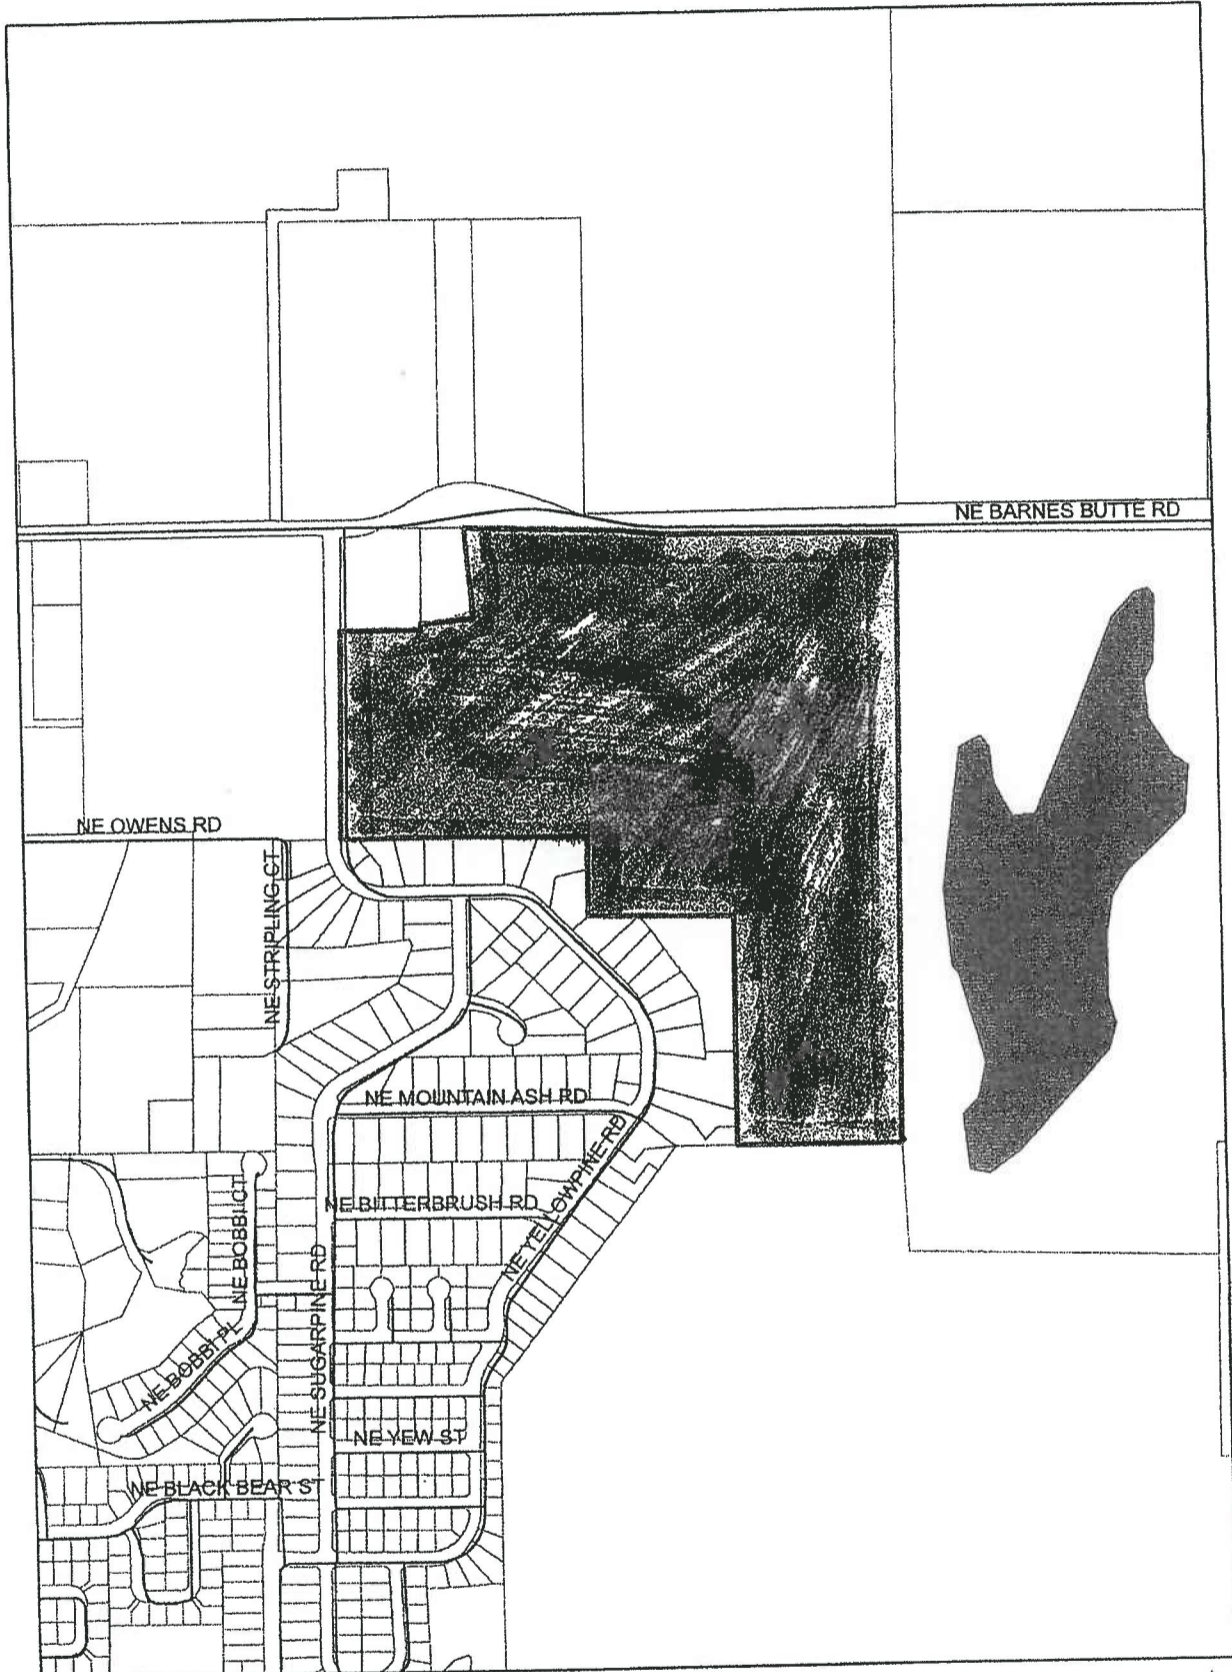 NE BARNES BUTTE RD
NE OWENS RD
NE STRIPLING CT
NE MOUNTAIN ASH RD
NE YELLOWPINE RD
NE BITTERBRUSH RD
NE BOBBI CT
NE SUGARPINE RD
NE BOBBI PL
NE YEW ST
NE BLACK BEAR ST